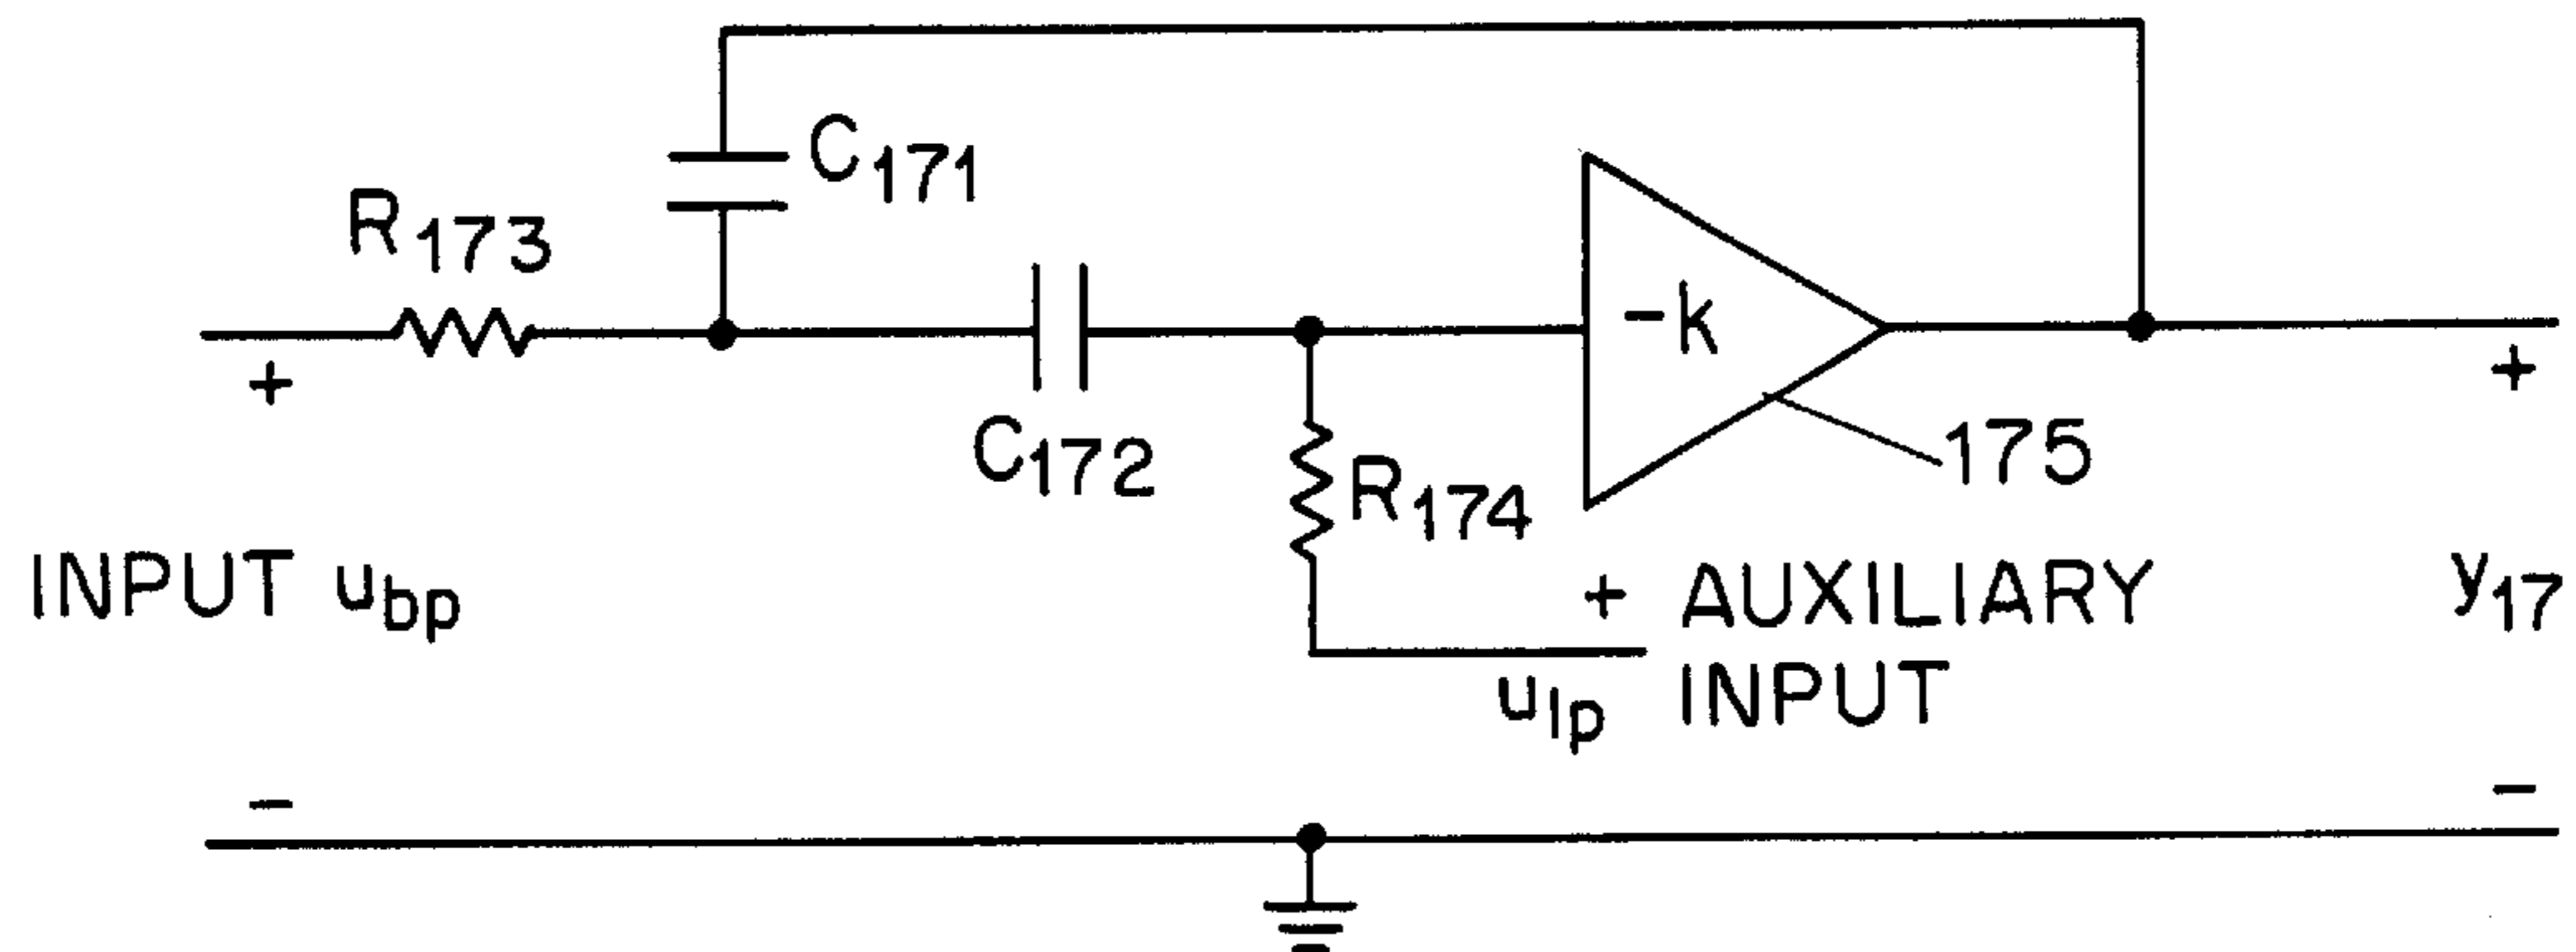 C171
R173
-k
+
+
C172
175
R174
INPUT ubp
+ AUXILIARY
y17
ulp INPUT
-
-